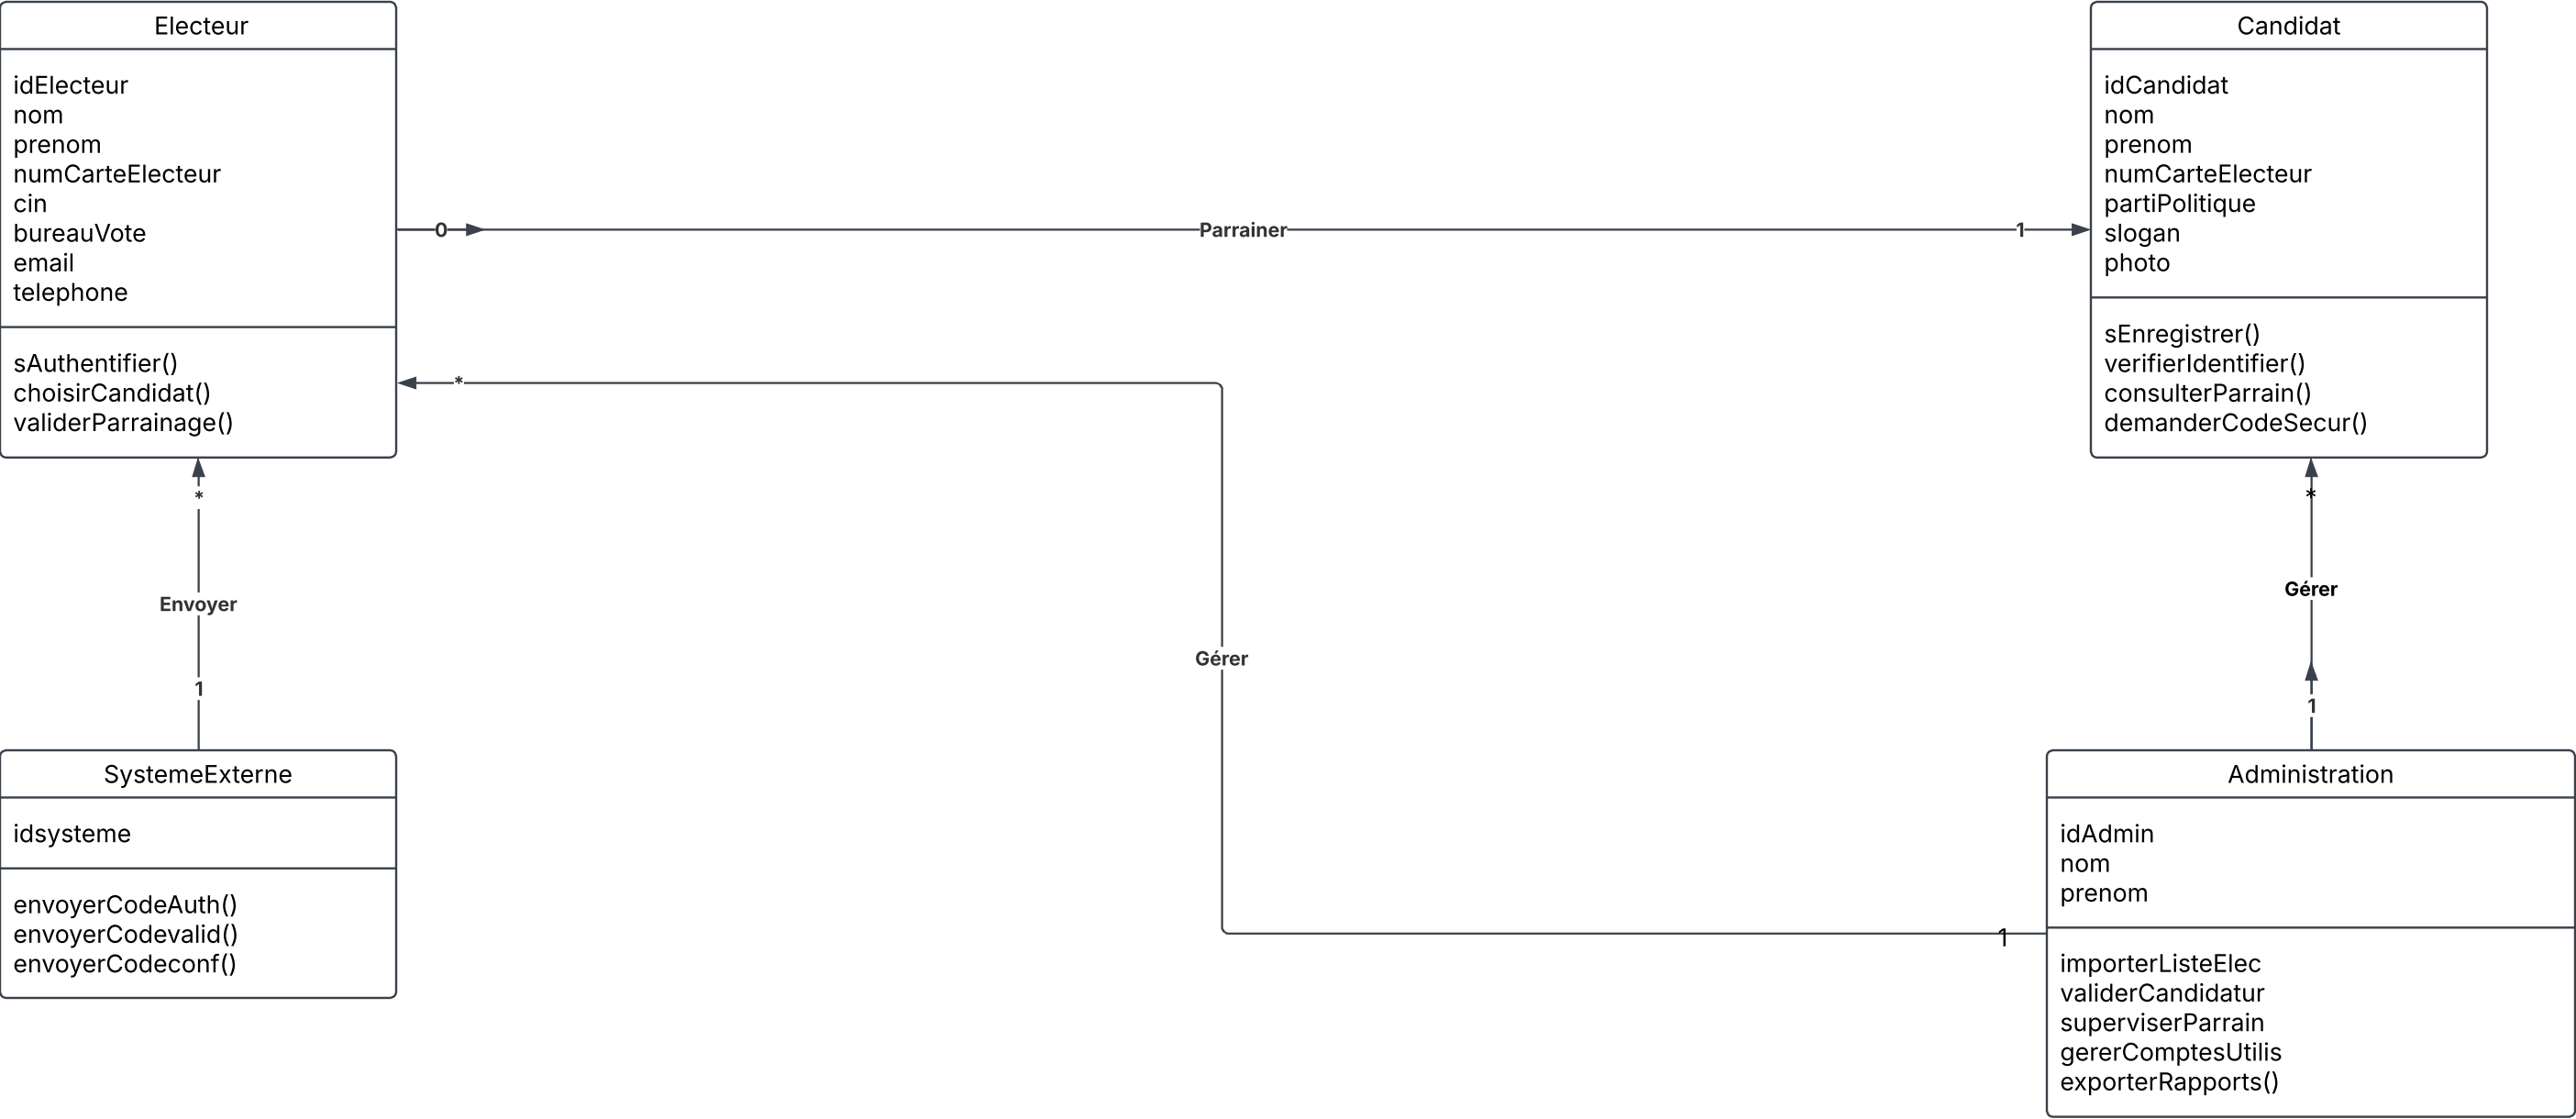 Electeur
idElecteur
nom
prenom
numCarteElecteur
cin
bureauVote
email
telephone
sAuthentifier()
choisirCandidat()
validerParrainage()
0
Parrainer
1
Candidat
idCandidat
nom
prenom
numCarteElecteur
partiPolitique
slogan
photo
sEnregistrer()
verifierIdentifier()
consulterParrain()
demanderCodeSecur()
*
*
Envoyer
1
*
Gérer
1
Gérer
1
SystemeExterne
idsysteme
envoyerCodeAuth()
envoyerCodevalid()
envoyerCodeconf()
Administration
idAdmin
nom
prenom
importerListeElec
validerCandidatur
superviserParrain
gererComptesUtilis
exporterRapports()